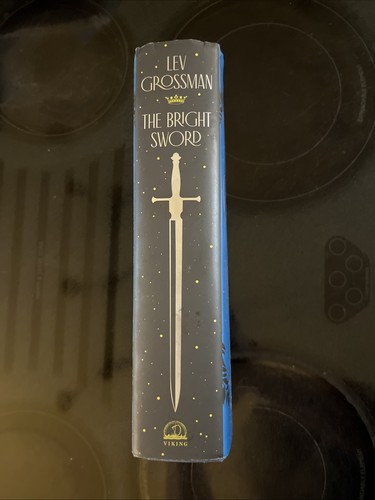 LEV
GROSSMAN
THE BRIGHT
SWORD
VIKING